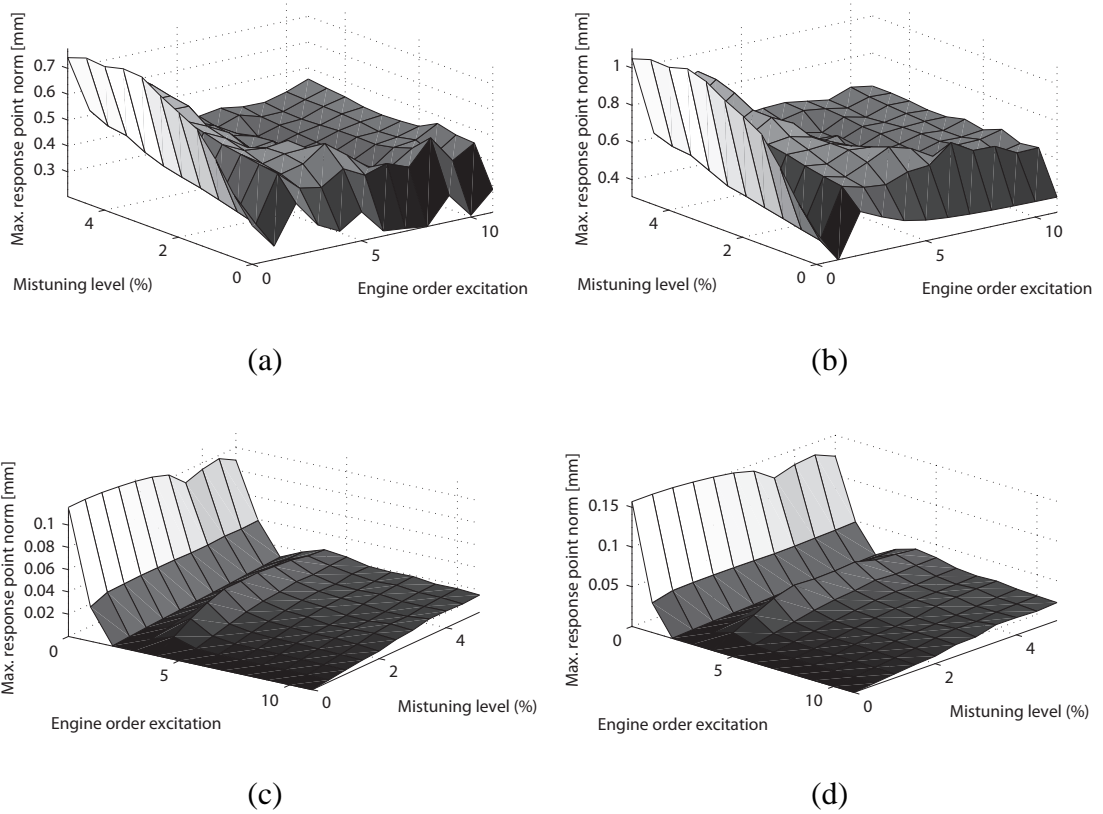 Max. response point norm [mm]
0.7
0.6
0.5
0.4
0.3
4
2
0
0
5
10
Mistuning level (%)
Engine order excitation
(a)
Max. response point norm [mm]
1
0.8
0.6
0.4
4
2
0
0
5
10
Mistuning level (%)
Engine order excitation
(b)
Max. response point norm [mm]
0.1
0.08
0.06
0.04
0.02
0
5
10
0
2
4
Engine order excitation
Mistuning level (%)
(c)
Max. response point norm [mm]
0.15
0.1
0.05
0
5
10
0
2
4
Engine order excitation
Mistuning level (%)
(d)